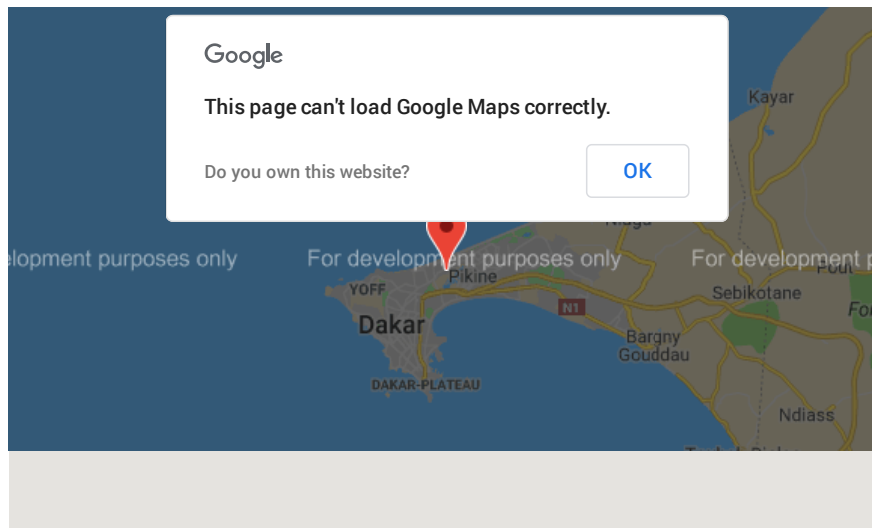 Google
This page can't load Google Maps correctly.
Do you own this website?
OK
Kayar
elopment purposes only
For development purposes only
For development p
Pikine
YOFF
Sebikotane
N1
Dakar
Bargny
Gouddau
DAKAR-PLATEAU
Ndiass